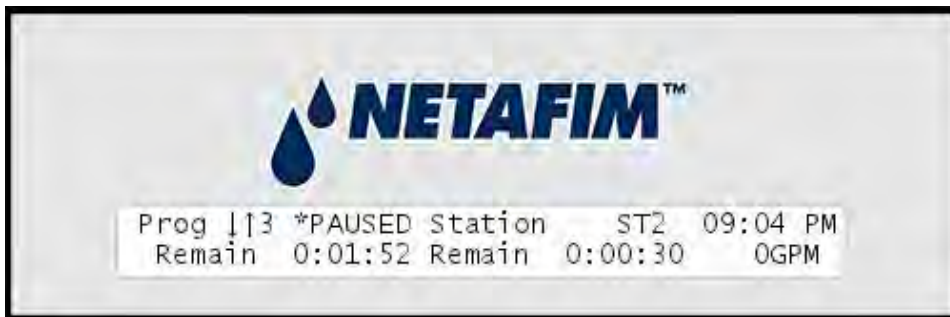 NETAFIM™
Prog ↓↑3 *PAUSED Station ST2 09:04 PM
Remain 0:01:52 Remain 0:00:30 0GPM